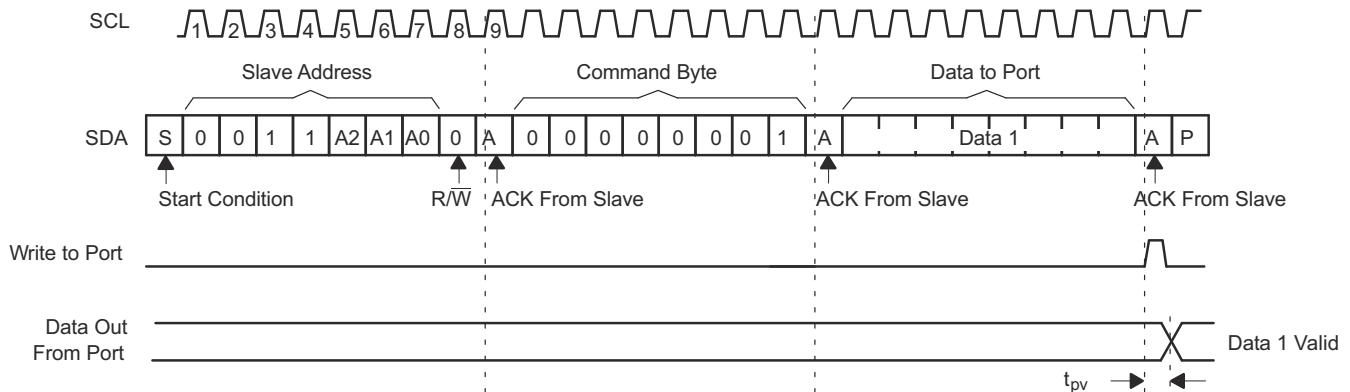 SCL 1 2 3 4 5 6 7 8 9
Slave Address Command Byte Data to Port
SDA S 0 0 1 1 A2 A1 A0 0 A 0 0 0 0 0 0 0 1 A Data 1 A P
Start Condition R/W̅ ACK From Slave ACK From Slave ACK From Slave
Write to Port
Data Out
From Port
Data 1 Valid
tpv